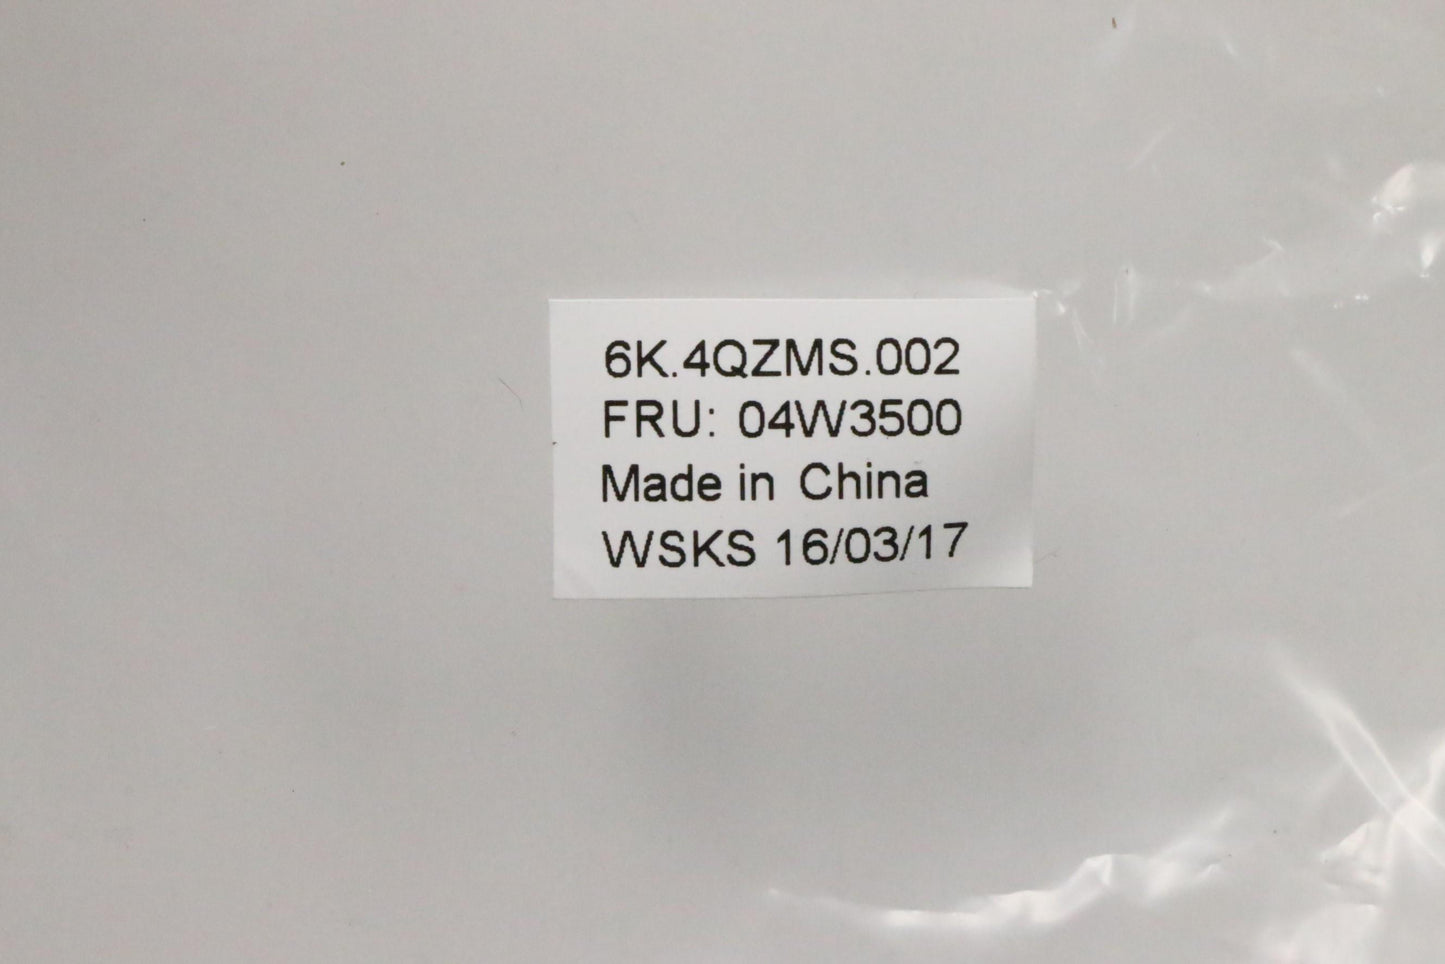 6K.4QZMS.002
FRU: 04W3500
Made in China
WSKS 16/03/17